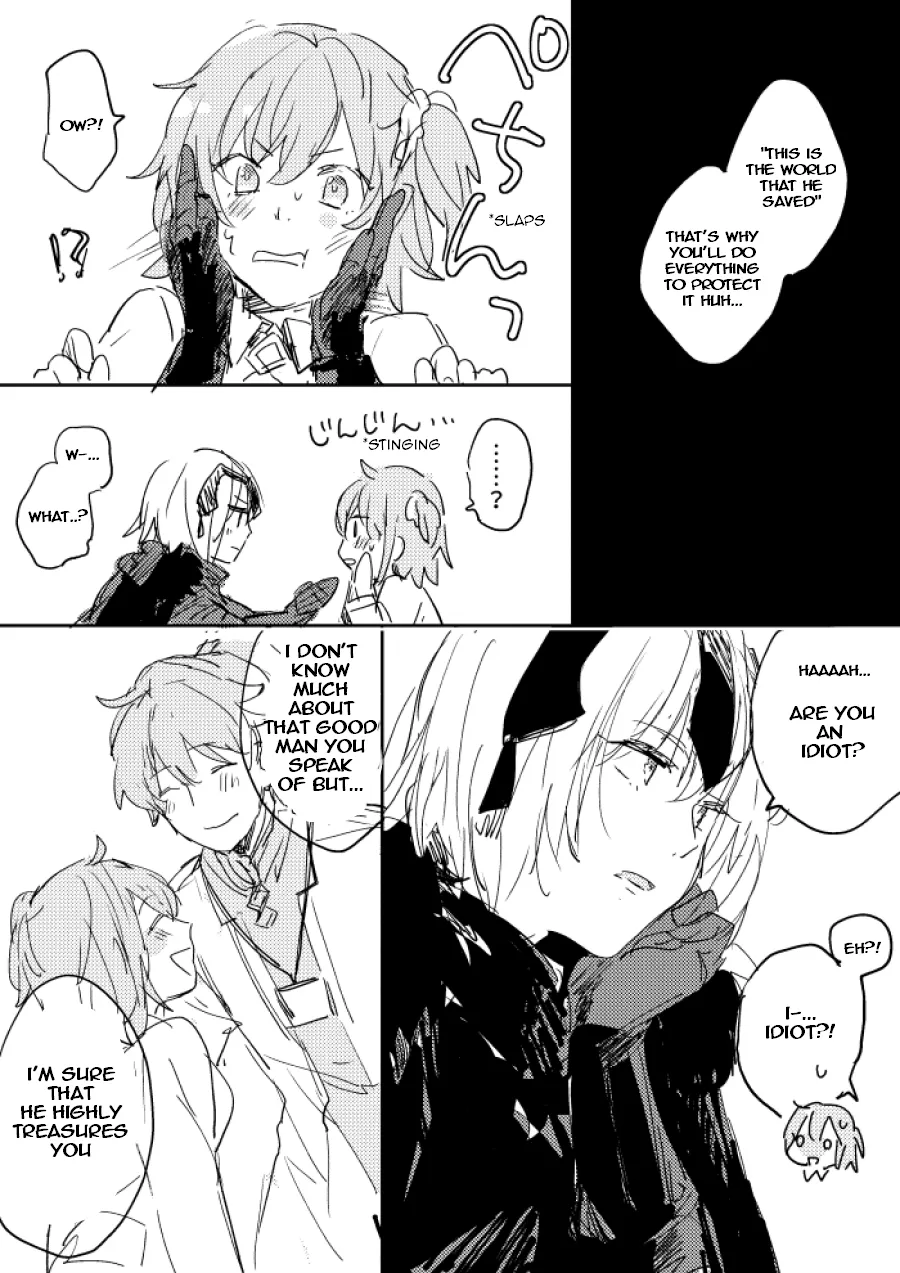 "THIS IS
THE WORLD
THAT HE
SAVED"
THAT'S WHY
YOU'LL DO
EVERYTHING
TO PROTECT
IT HUH...
ペちんっ
*SLAPS
OW?!
!?
………?
じんじん…
*STINGING
W-...
WHAT..?
HAAAAH...
ARE YOU
AN
IDIOT?
EH?!
I-...
IDIOT?!
I DON'T
KNOW
MUCH
ABOUT
THAT GOOD
MAN YOU
SPEAK
OF BUT...
I'M SURE
THAT
HE HIGHLY
TREASURES
YOU